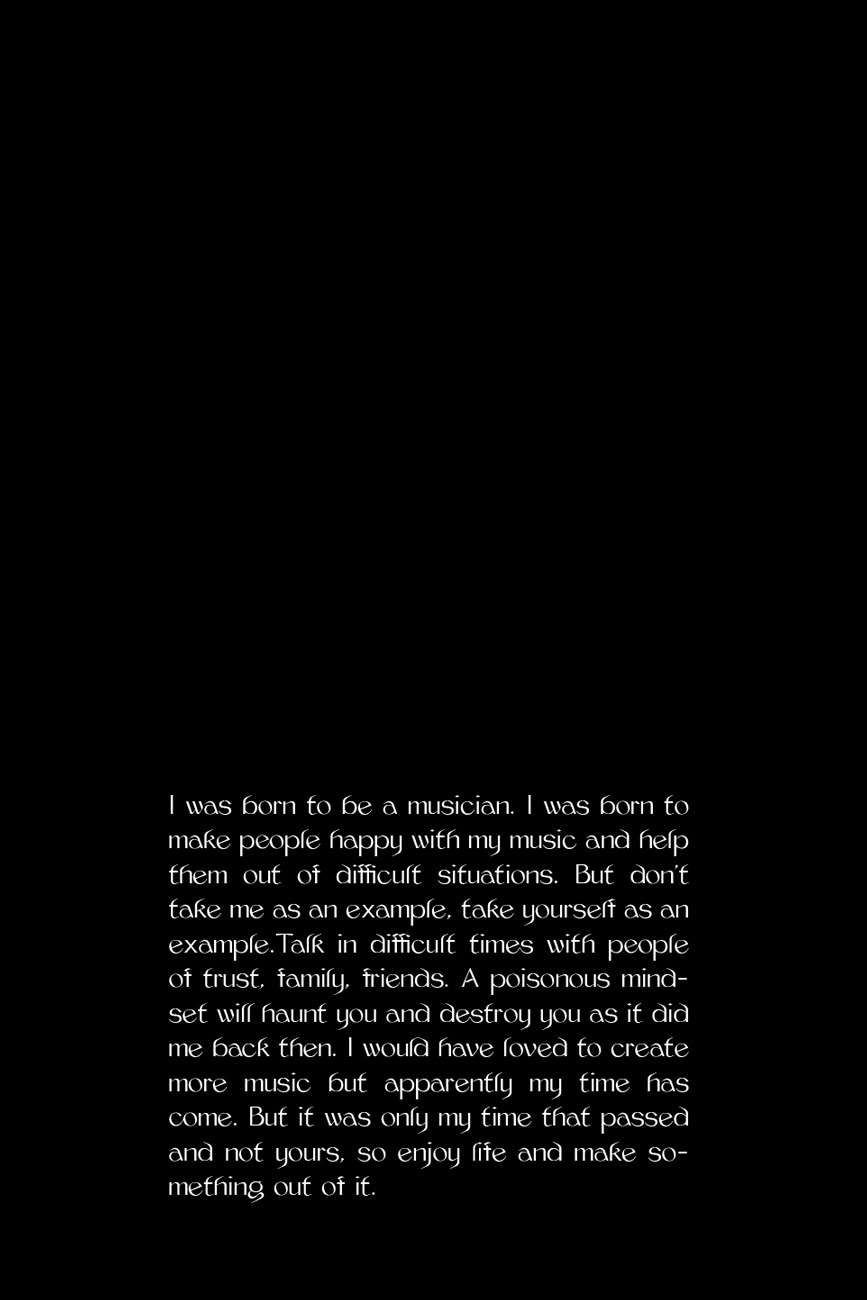 I was born to be a musician. I was born to
make people happy with my music and help
them out of difficult situations. But don't
take me as an example, take yourself as an
example.Talk in difficult times with people
of trust, family, friends. A poisonous mind-
set will haunt you and destroy you as it did
me back then. I would have loved to create
more music but apparently my time has
come. But it was only my time that passed
and not yours, so enjoy life and make so-
mething out of it.